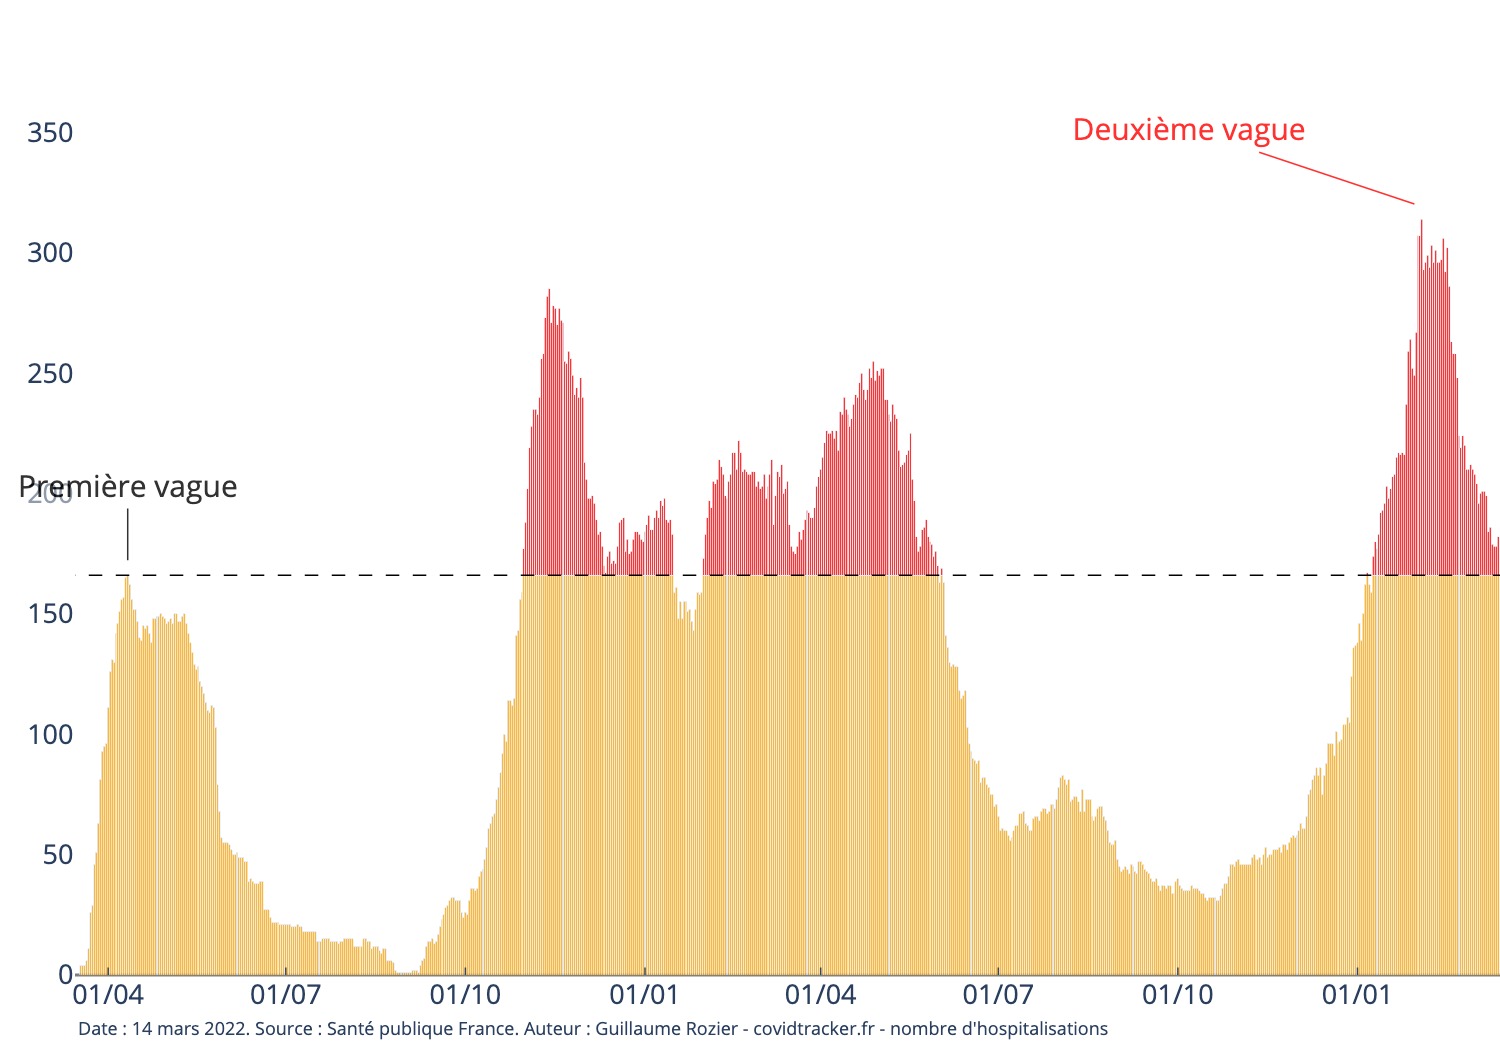 350
Deuxième vague
300
250
Première vague
200
150
100
50
0
01/04 01/07 01/10 01/01 01/04 01/07 01/10 01/01
Date : 14 mars 2022. Source : Santé publique France. Auteur : Guillaume Rozier - covidtracker.fr - nombre d'hospitalisations